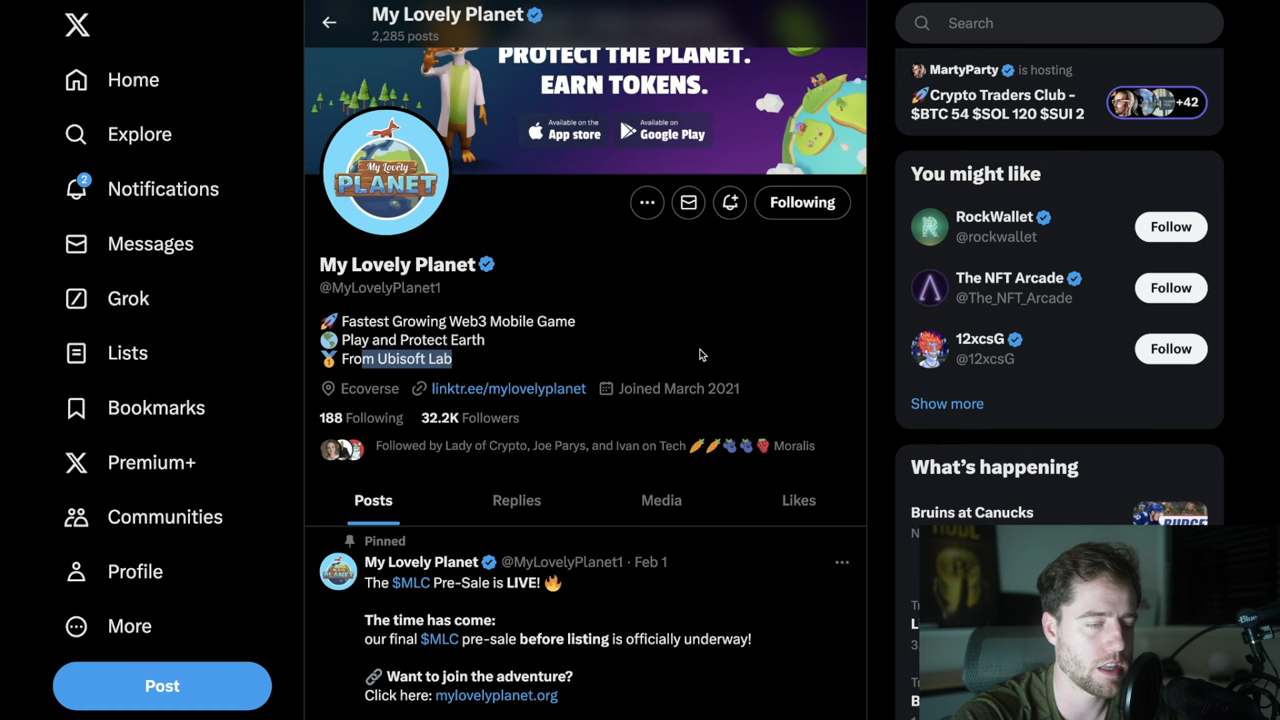 My Lovely Planet
2,285 posts
PROTECT THE PLANET.
EARN TOKENS.
Available on the
App store
Available on
Google Play
My Lovely
PLANET
Following
My Lovely Planet
@MyLovelyPlanet1
🚀 Fastest Growing Web3 Mobile Game
🌎 Play and Protect Earth
🥇 From Ubisoft Lab
Ecoverse linktr.ee/mylovelyplanet Joined March 2021
188 Following 32.2K Followers
Followed by Lady of Crypto, Joe Parys, and Ivan on Tech 🥕🥕🫐🫐🍓 Moralis
Posts Replies Media Likes
Pinned
My Lovely Planet @MyLovelyPlanet1 · Feb 1
The $MLC Pre-Sale is LIVE! 🔥
The time has come:
our final $MLC pre-sale before listing is officially underway!
🔗 Want to join the adventure?
Click here: mylovelyplanet.org
Home
Explore
2
Notifications
Messages
Grok
Lists
Bookmarks
Premium+
Communities
Profile
More
Post
Search
MartyParty is hosting
🚀Crypto Traders Club -
$BTC 54 $SOL 120 $SUI 2
+42
You might like
RockWallet
@rockwallet
Follow
The NFT Arcade
@The_NFT_Arcade
Follow
12xcsG
@12xcsG
Follow
Show more
What's happening
Bruins at Canucks
Blue